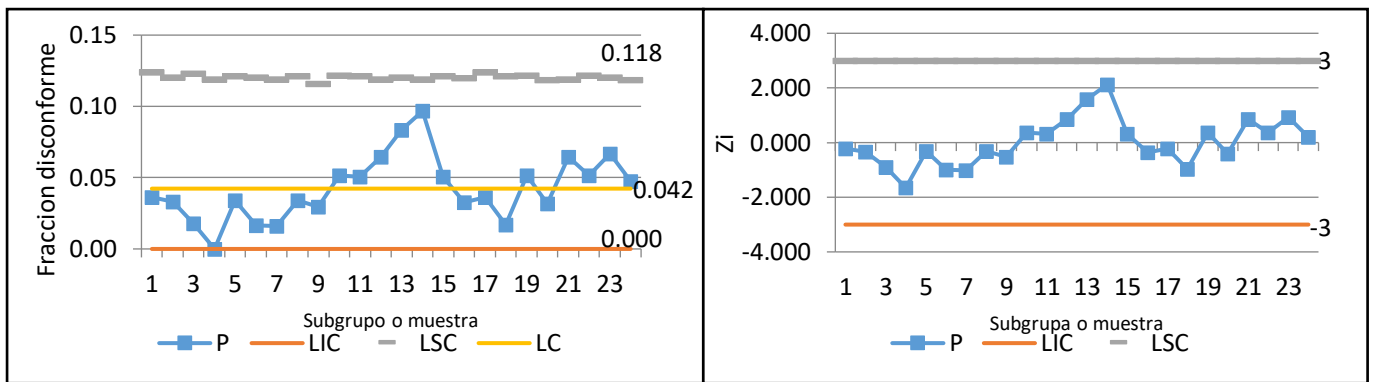 0.15
0.10
0.05
0.00
Fraccion disconforme
0.118
0.042
0.000
1 3 5 7 9 11 13 15 17 19 21 23
Subgrupo o muestra
P LIC LSC LC
4.000
2.000
0.000
-2.000
-4.000
Zi
3
-3
1 3 5 7 9 11 13 15 17 19 21 23
Subgrupa o muestra
P LIC LSC